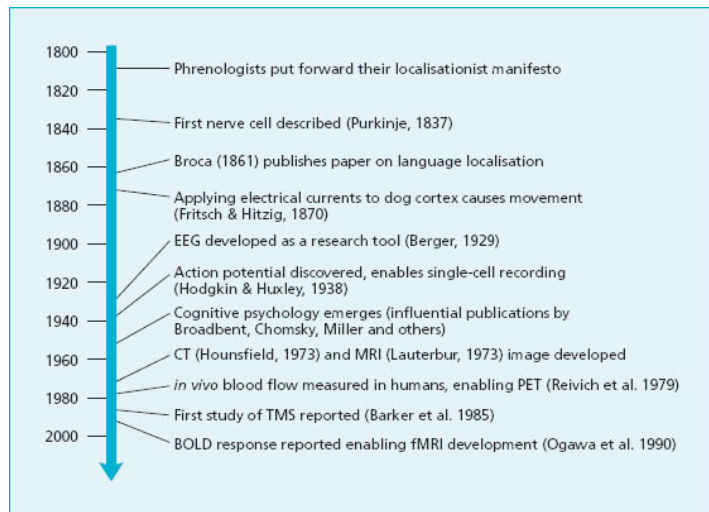 1800
Phrenologists put forward their localisationist manifesto
1820
First nerve cell described (Purkinje, 1837)
1840
Broca (1861) publishes paper on language localisation
1860
Applying electrical currents to dog cortex causes movement
(Fritsch & Hitzig, 1870)
1880
EEG developed as a research tool (Berger, 1929)
1900
Action potential discovered, enables single-cell recording
(Hodgkin & Huxley, 1938)
1920
Cognitive psychology emerges (influential publications by
Broadbent, Chomsky, Miller and others)
1940
CT (Hounsfield, 1973) and MRI (Lauterbur, 1973) image developed
1960
in vivo blood flow measured in humans, enabling PET (Reivich et al. 1979)
1980
First study of TMS reported (Barker et al. 1985)
2000
BOLD response reported enabling fMRI development (Ogawa et al. 1990)